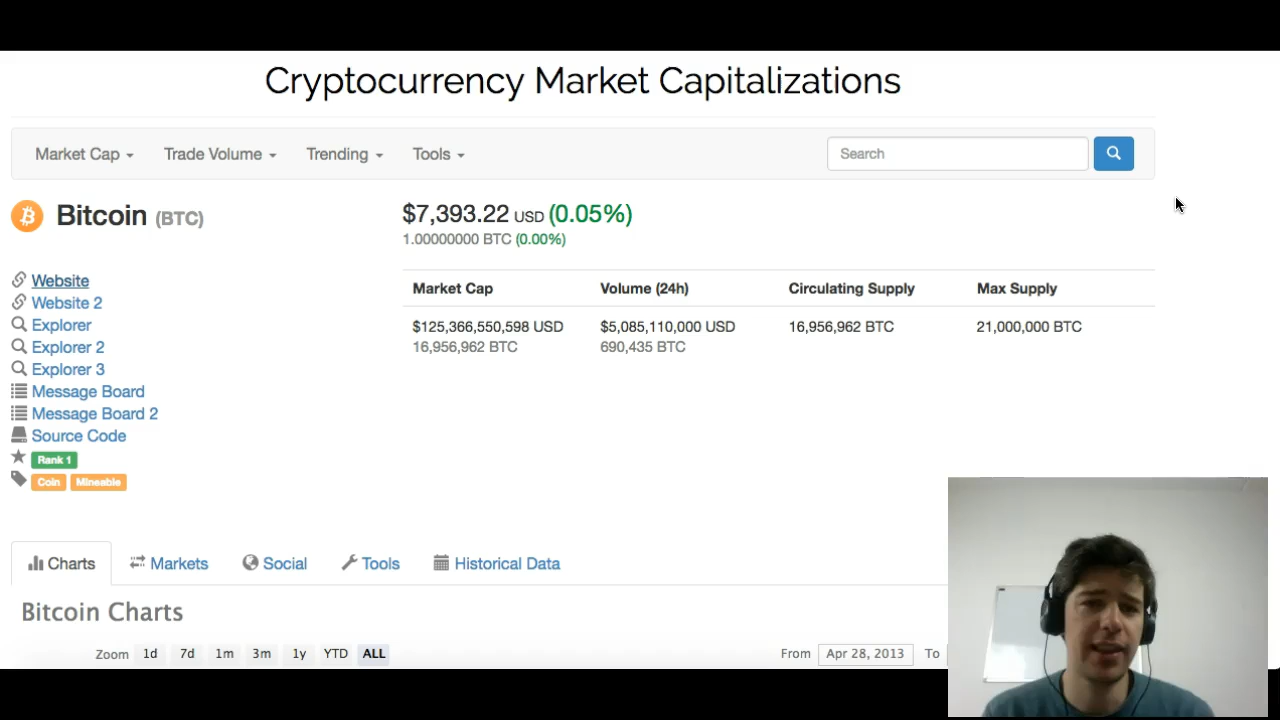 Cryptocurrency Market Capitalizations
Market Cap Trade Volume Trending Tools Search
Bitcoin (BTC)
$7,393.22 USD (0.05%)
1.00000000 BTC (0.00%)
Website
Website 2
Explorer
Explorer 2
Explorer 3
Message Board
Message Board 2
Source Code
Rank 1
Coin Mineable
Market Cap Volume (24h) Circulating Supply Max Supply
$125,366,550,598 USD $5,085,110,000 USD 16,956,962 BTC 21,000,000 BTC
16,956,962 BTC 690,435 BTC
Charts Markets Social Tools Historical Data
Bitcoin Charts
Zoom 1d 7d 1m 3m 1y YTD ALL From Apr 28, 2013 To